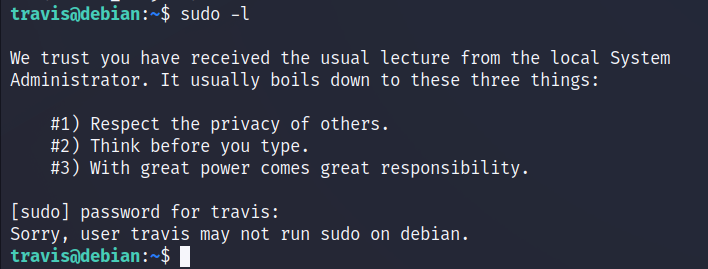 travis@debian:~$ sudo -l
We trust you have received the usual lecture from the local System
Administrator. It usually boils down to these three things:
#1) Respect the privacy of others.
#2) Think before you type.
#3) With great power comes great responsibility.
[sudo] password for travis:
Sorry, user travis may not run sudo on debian.
travis@debian:~$